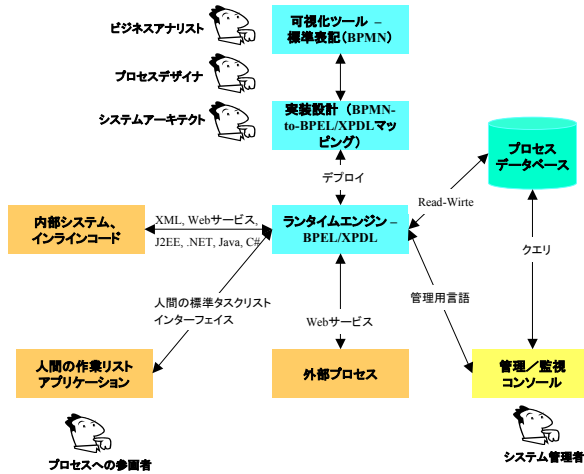 ビジネスアナリスト
可視化ツール –
標準表記(BPMN)
プロセスデザイナ
システムアーキテクト
実装設計 (BPMN-
to-BPEL/XPDLマッ
ピング)
プロセス
データベース
デプロイ
Read-Wirte
内部システム、
インラインコード
XML, Webサービス,
J2EE, .NET, Java, C#
ランタイムエンジン –
BPEL/XPDL
クエリ
人間の標準タスクリスト
インターフェイス
管理用言語
Webサービス
人間の作業リスト
アプリケーション
外部プロセス
管理／監視
コンソール
プロセスへの参画者
システム管理者